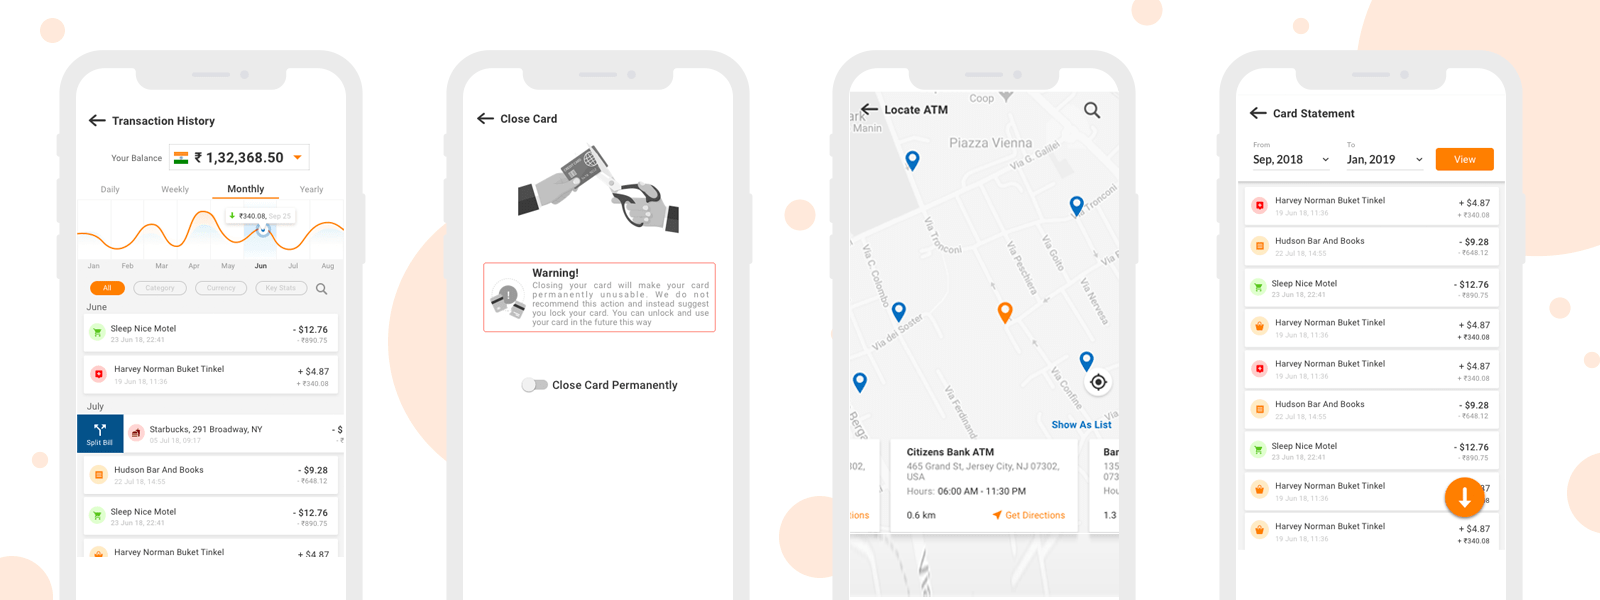 Transaction History
Your Balance
₹ 1,32,368.50
Daily
Weekly
Monthly
Yearly
₹340.08, Sep 25
Jan
Feb
Mar
Apr
May
Jun
Jul
Aug
All
Category
Currency
Key Stats
June
Sleep Nice Motel
- $12.76
23 Jun 18, 22:41
- ₹890.75
Harvey Norman Buket Tinkel
+ $4.87
19 Jun 18, 11:36
+ ₹340.08
July
Split Bill
Starbucks, 291 Broadway, NY
- $
05 Jul 18, 09:17
- ₹
Hudson Bar And Books
- $9.28
22 Jul 18, 14:55
- ₹648.12
Sleep Nice Motel
- $12.76
23 Jun 18, 22:41
- ₹890.75
Harvey Norman Buket Tinkel
+ $4.87
Close Card
Warning!
Closing your card will make your card
permanently unusable. We do not
recommend this action and instead suggest
you lock your card. You can unlock and use
your card in the future this way
Close Card Permanently
Locate ATM
Coop
ark
Manin
Piazza Vienna
Via G. Galilei
Via Tronconi
Via Tronconi
Via C. Colombo
Via Peschiera
Via Goito
Via Nervesa
Via del Soster
Via Confine
Via Ferdinand
Berga
Show As List
302,
Citizens Bank ATM
465 Grand St, Jersey City, NJ 07302,
USA
Hours: 06:00 AM - 11:30 PM
0.6 km
Get Directions
ions
Bar
135
073
Hou
1.3
Card Statement
From
To
Sep, 2018
Jan, 2019
View
Harvey Norman Buket Tinkel
+ $4.87
19 Jun 18, 11:36
+ ₹340.08
Hudson Bar And Books
- $9.28
22 Jul 18, 14:55
- ₹648.12
Sleep Nice Motel
- $12.76
23 Jun 18, 22:41
- ₹890.75
Harvey Norman Buket Tinkel
+ $4.87
19 Jun 18, 11:36
+ ₹340.08
Harvey Norman Buket Tinkel
+ $4.87
19 Jun 18, 11:36
+ ₹340.08
Hudson Bar And Books
- $9.28
22 Jul 18, 14:55
- ₹648.12
Sleep Nice Motel
- $12.76
23 Jun 18, 22:41
- ₹890.75
Harvey Norman Buket Tinkel
87
19 Jun 18, 11:36
8
Harvey Norman Buket Tinkel
+ $4.87
19 Jun 18, 11:36
+ ₹340.08